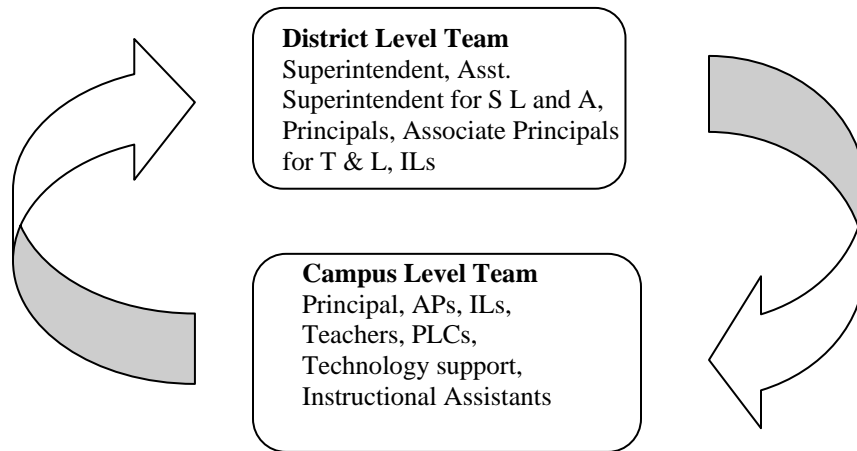 District Level Team
Superintendent, Asst.
Superintendent for S L and A,
Principals, Associate Principals
for T & L, ILs
Campus Level Team
Principal, APs, ILs,
Teachers, PLCs,
Technology support,
Instructional Assistants